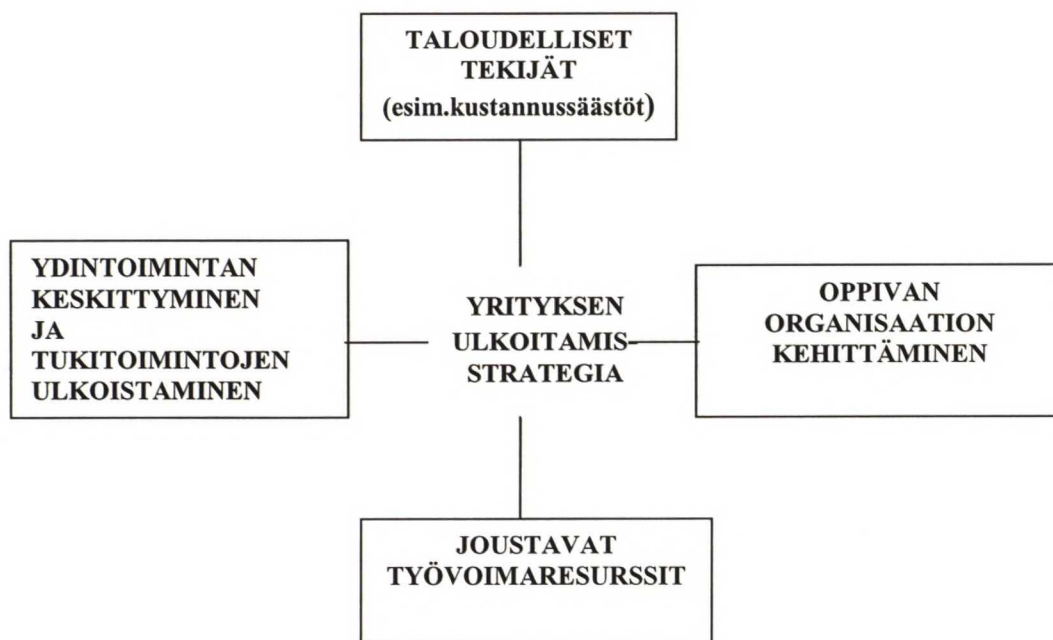 TALOUDELLISET
TEKIJÄT
(esim.kustannussäästöt)
YDINTOIMINTAN
KESKITTYMINEN
JA
TUKITOIMINTOJEN
ULKOISTAMINEN
YRITYKSEN
ULKOITAMIS-
STRATEGIA
OPPIVAN
ORGANISAATION
KEHITTÄMINEN
JOUSTAVAT
TYÖVOIMARESURSSIT